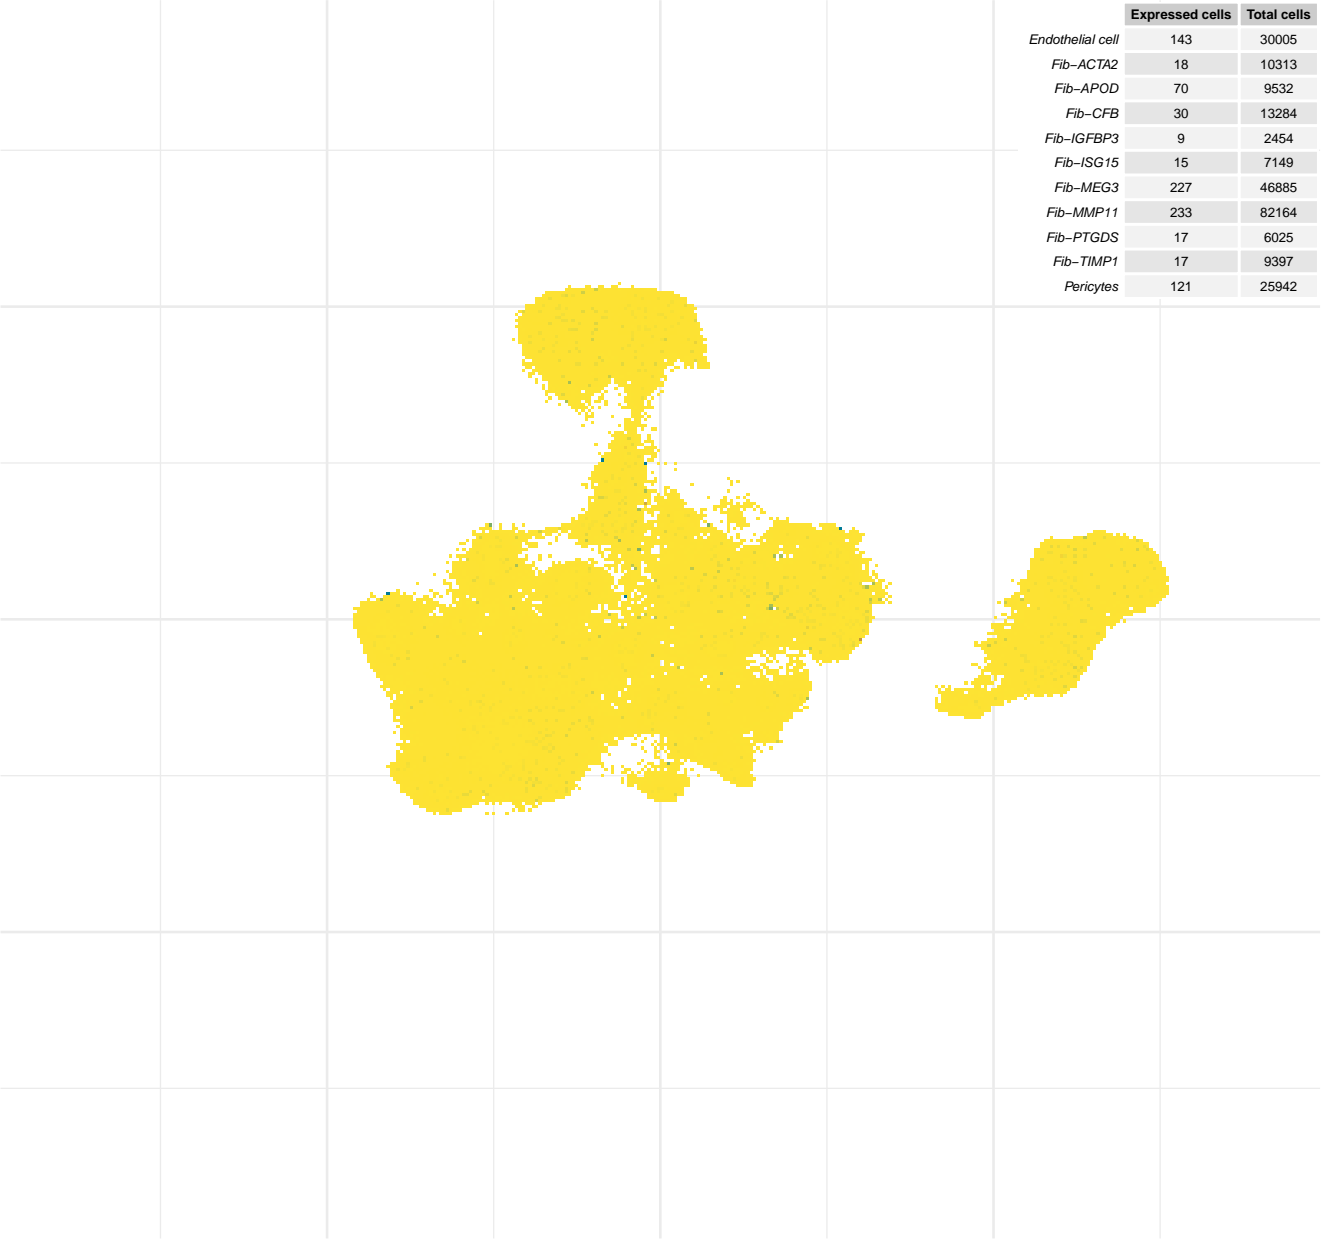 Expressed cells Total cells
Endothelial cell 143 30005
Fib−ACTA2 18 10313
Fib−APOD 70 9532
Fib−CFB 30 13284
Fib−IGFBP3 9 2454
Fib−ISG15 15 7149
Fib−MEG3 227 46885
Fib−MMP11 233 82164
Fib−PTGDS 17 6025
Fib−TIMP1 17 9397
Pericytes 121 25942